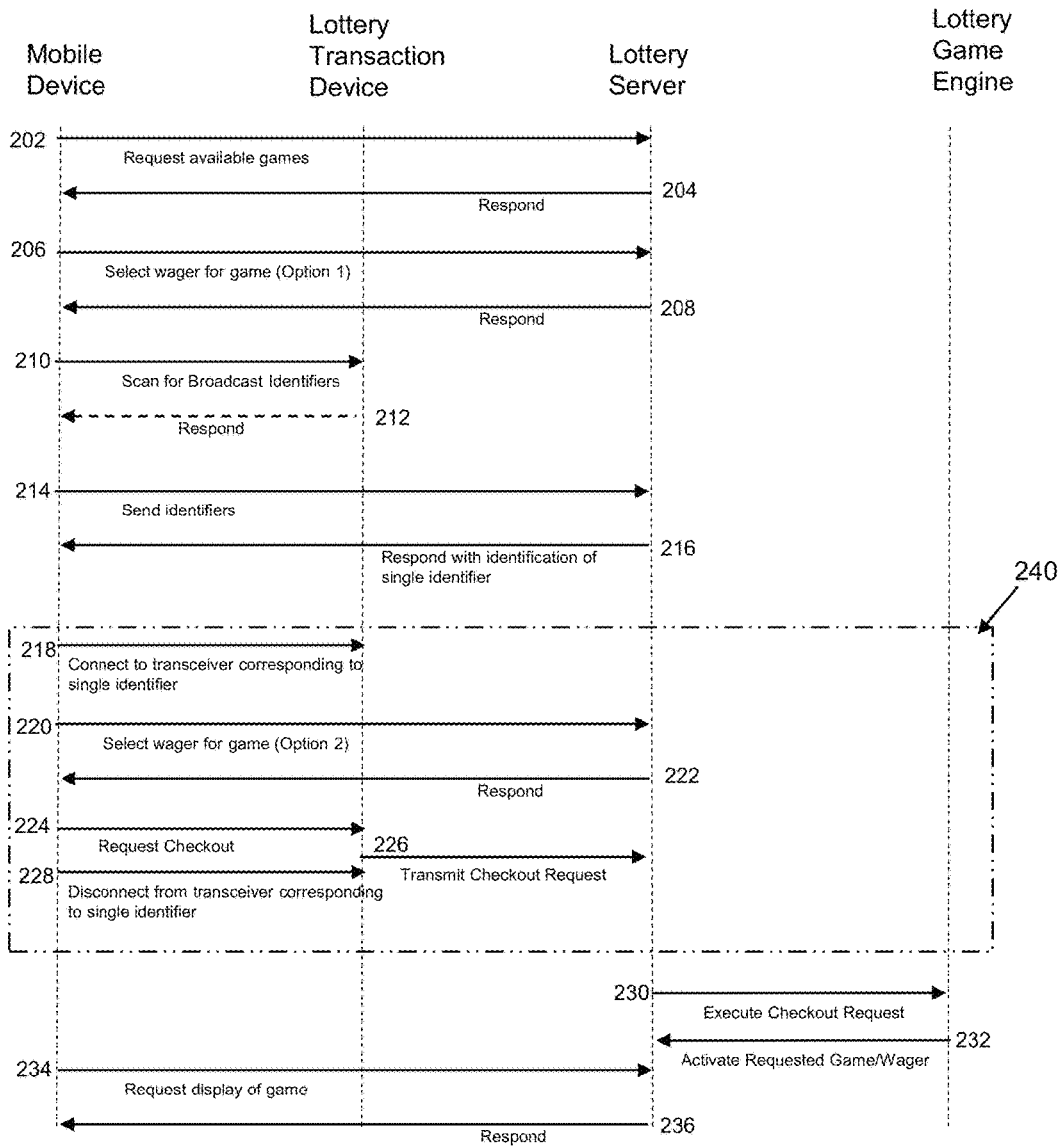 Mobile
Device
Lottery
Transaction
Device
Lottery
Server
Lottery
Game
Engine
202
Request available games
Respond
204
206
Select wager for game (Option 1)
Respond
208
210
Scan for Broadcast Identifiers
Respond
212
214
Send identifiers
Respond with identification of
single identifier
216
240
218
Connect to transceiver corresponding to
single identifier
220
Select wager for game (Option 2)
Respond
222
224
Request Checkout
226
Transmit Checkout Request
228
Disconnect from transceiver corresponding
to single identifier
230
Execute Checkout Request
232
Activate Requested Game/Wager
234
Request display of game
Respond
236